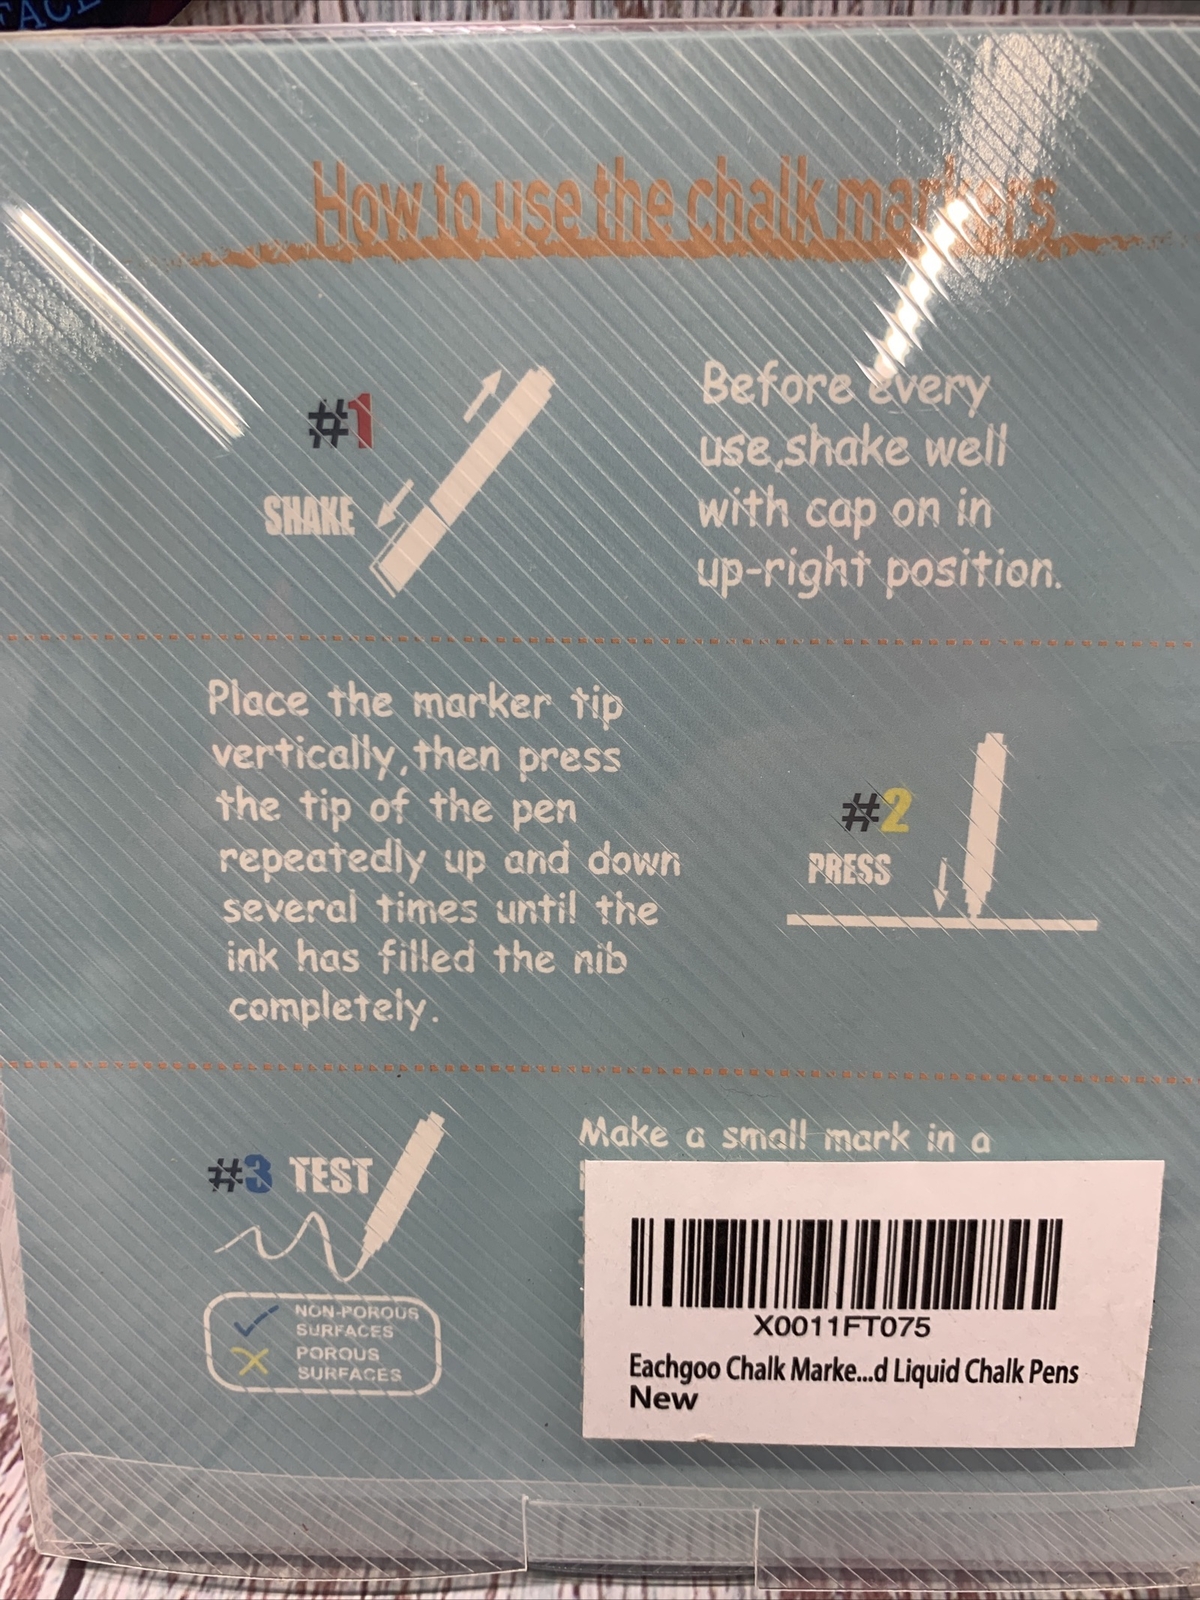 FACE
How to use the chalk markers
#1
SHAKE
Before every
use,shake well
with cap on in
up-right position.
Place the marker tip
vertically,then press
the tip of the pen
repeatedly up and down
several times until the
ink has filled the nib
completely.
#2
PRESS
#3 TEST
NON-POROUS
SURFACES
POROUS
SURFACES
Make a small mark in a
X0011FT075
Eachgoo Chalk Marke...d Liquid Chalk Pens
New